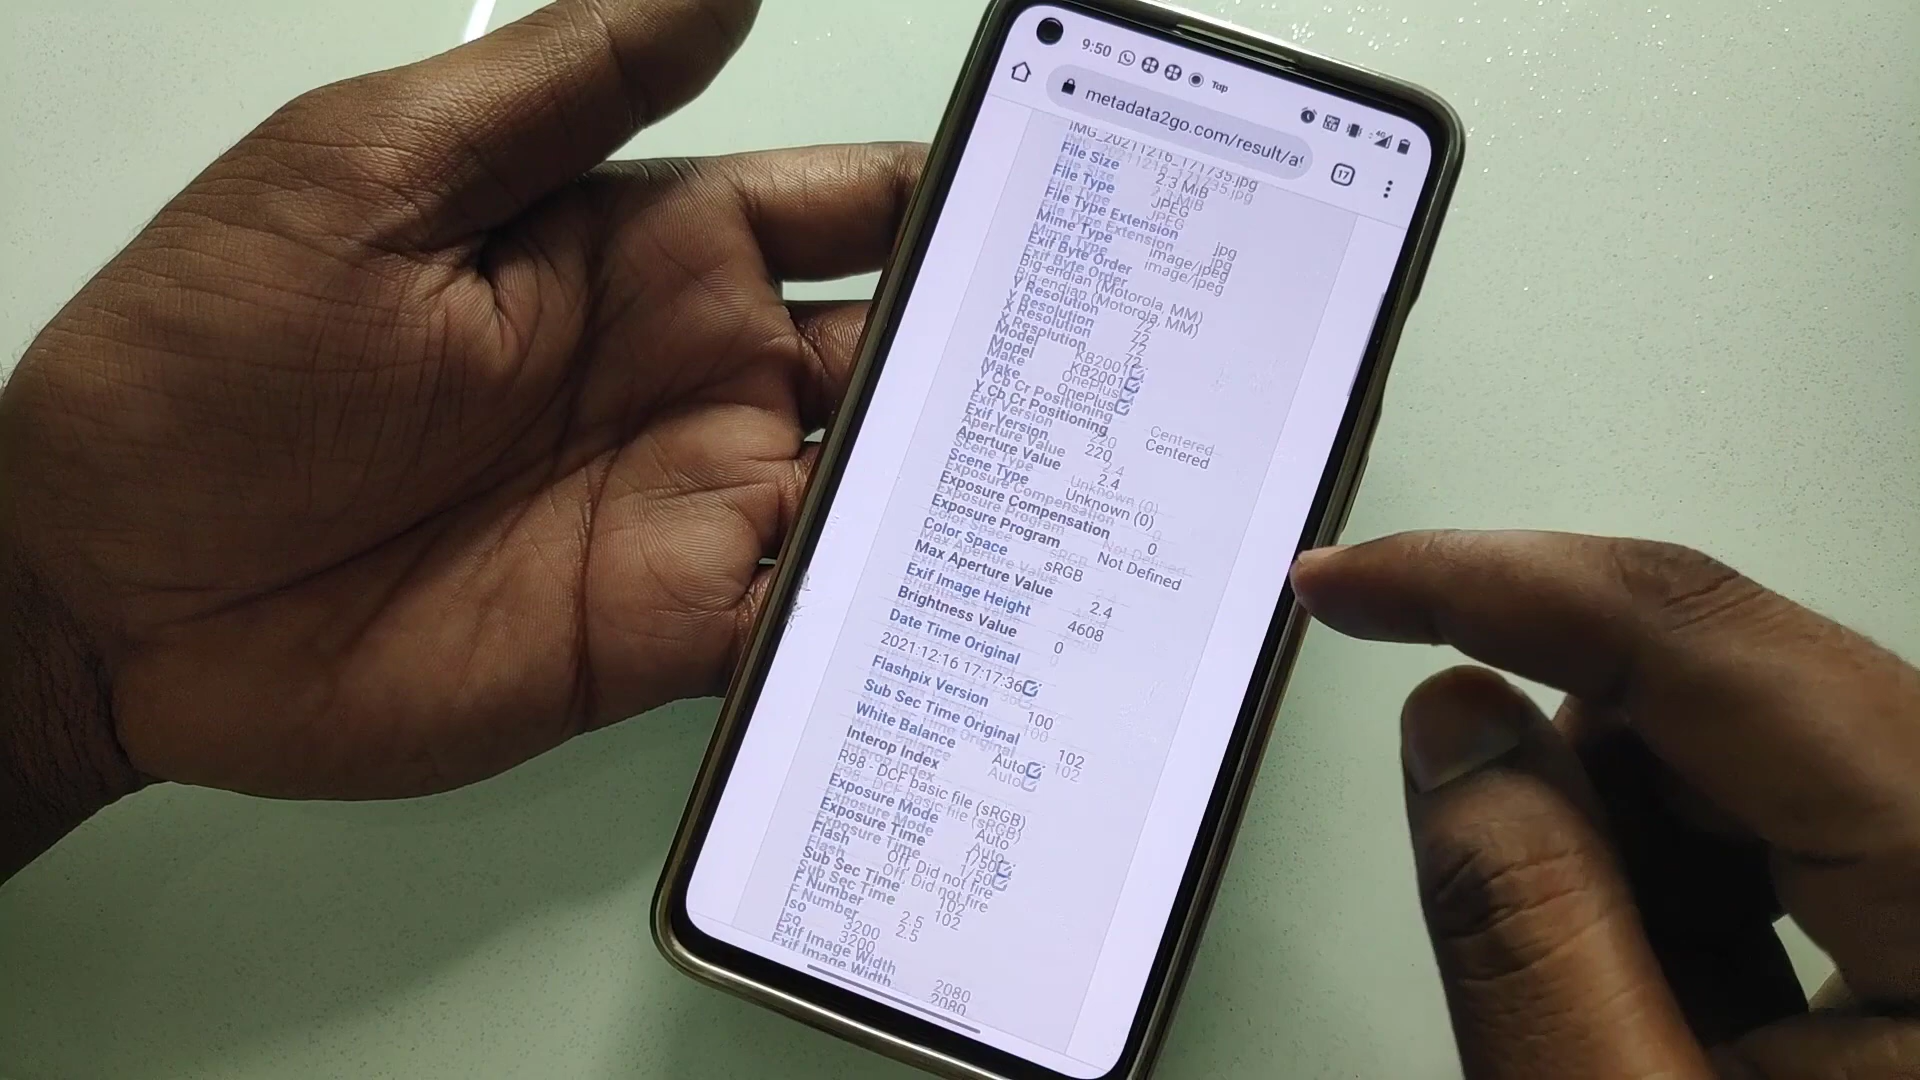 9:50 Tap
metadata2go.com/result/a
17
IMG_20211216_171735.jpg
File Size
2.3 MiB
File Type
JPEG
File Type Extension
jpg
Mime Type
image/jpeg
Exif Byte Order
Big-endian (Motorola, MM)
Y Resolution
72
X Resolution
72
Model
KB2001
Make
OnePlus
Y Cb Cr Positioning
Centered
Exif Version
220
Aperture Value
2.4
Scene Type
Unknown (0)
Exposure Compensation
0
Exposure Program
Not Defined
Color Space
sRGB
Max Aperture Value
2.4
Exif Image Height
4608
Brightness Value
0
Date Time Original
2021:12:16 17:17:36
Flashpix Version
100
Sub Sec Time Original
102
White Balance
Auto
Interop Index
R98 - DCF basic file (sRGB)
Exposure Mode
Auto
Exposure Time
1/50
Flash
Off, Did not fire
Sub Sec Time
102
F Number
2.5
Iso
3200
Exif Image Width
2080